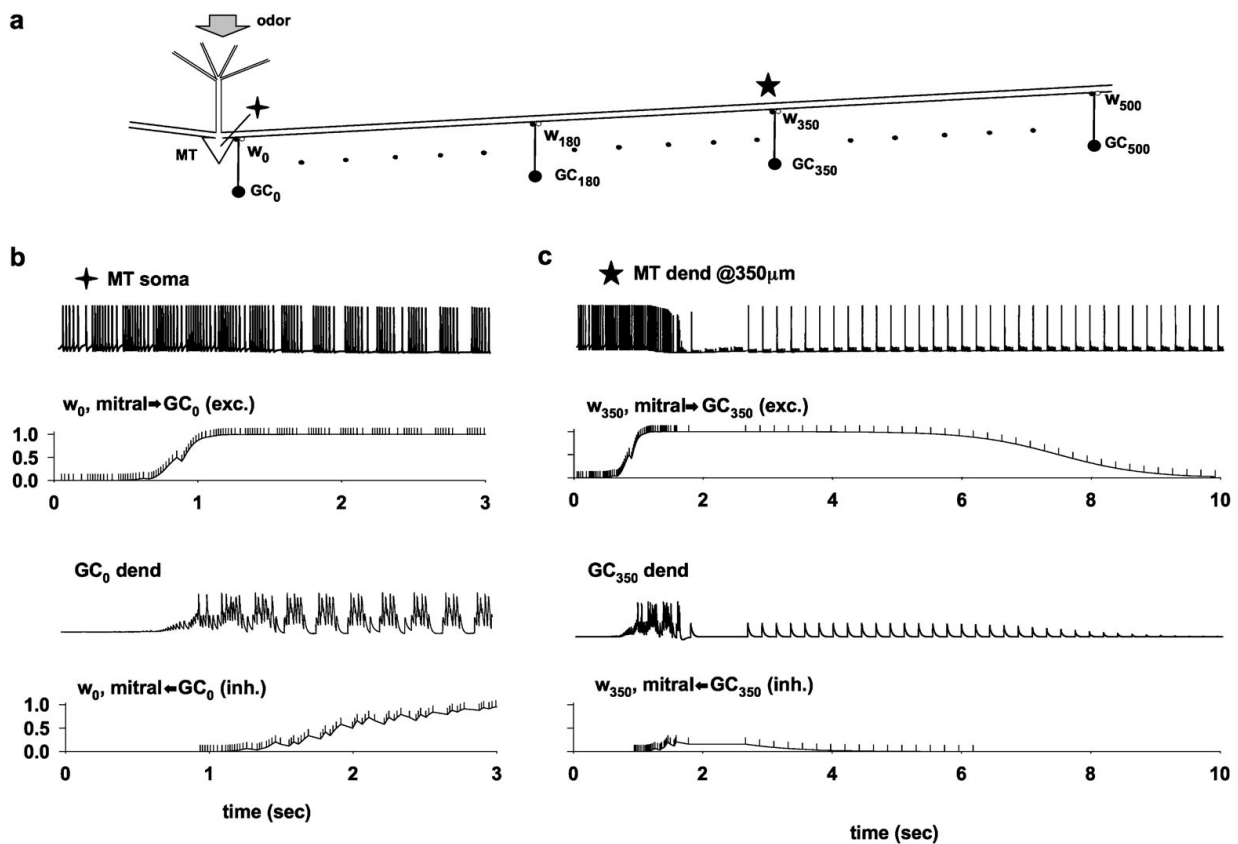 a
odor
MT
w0
GC0
w180
GC180
w350
GC350
w500
GC500
b
MT soma
w0, mitral➡GC0 (exc.)
1.0
0.5
0.0
0 1 2 3
GC0 dend
w0, mitral⬅GC0 (inh.)
1.0
0.5
0.0
0 1 2 3
time (sec)
c
MT dend @350μm
w350, mitral➡GC350 (exc.)
0 2 4 6 8 10
GC350 dend
w350, mitral⬅GC350 (inh.)
0 2 4 6 8 10
time (sec)